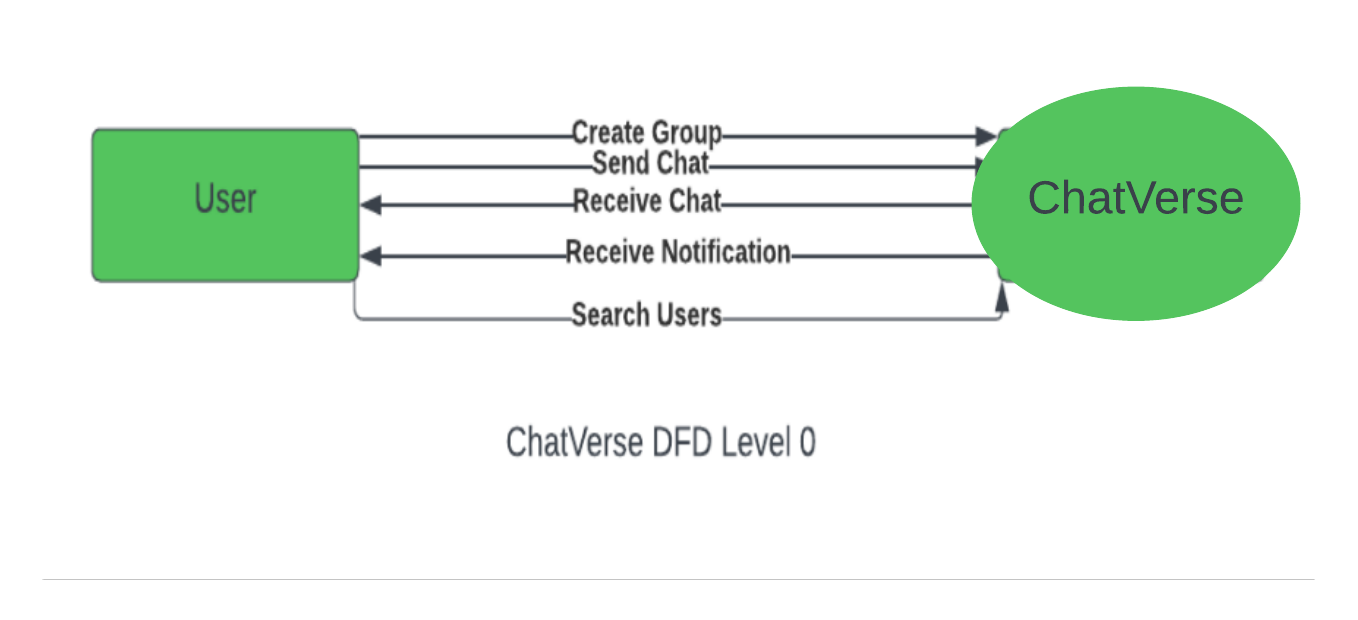 Create Group
Send Chat
User
Receive Chat
ChatVerse
Receive Notification
Search Users
ChatVerse DFD Level 0